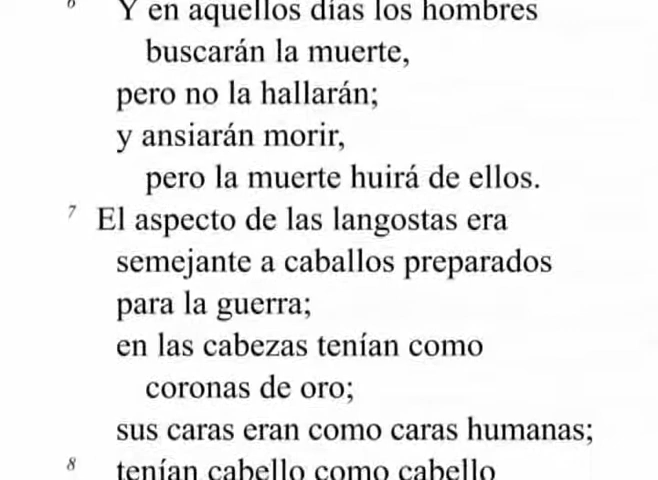 6 Y en aquellos días los hombres
buscarán la muerte,
pero no la hallarán;
y ansiarán morir,
pero la muerte huirá de ellos.
7 El aspecto de las langostas era
semejante a caballos preparados
para la guerra;
en las cabezas tenían como
coronas de oro;
sus caras eran como caras humanas;
8 tenían cabello como cabello